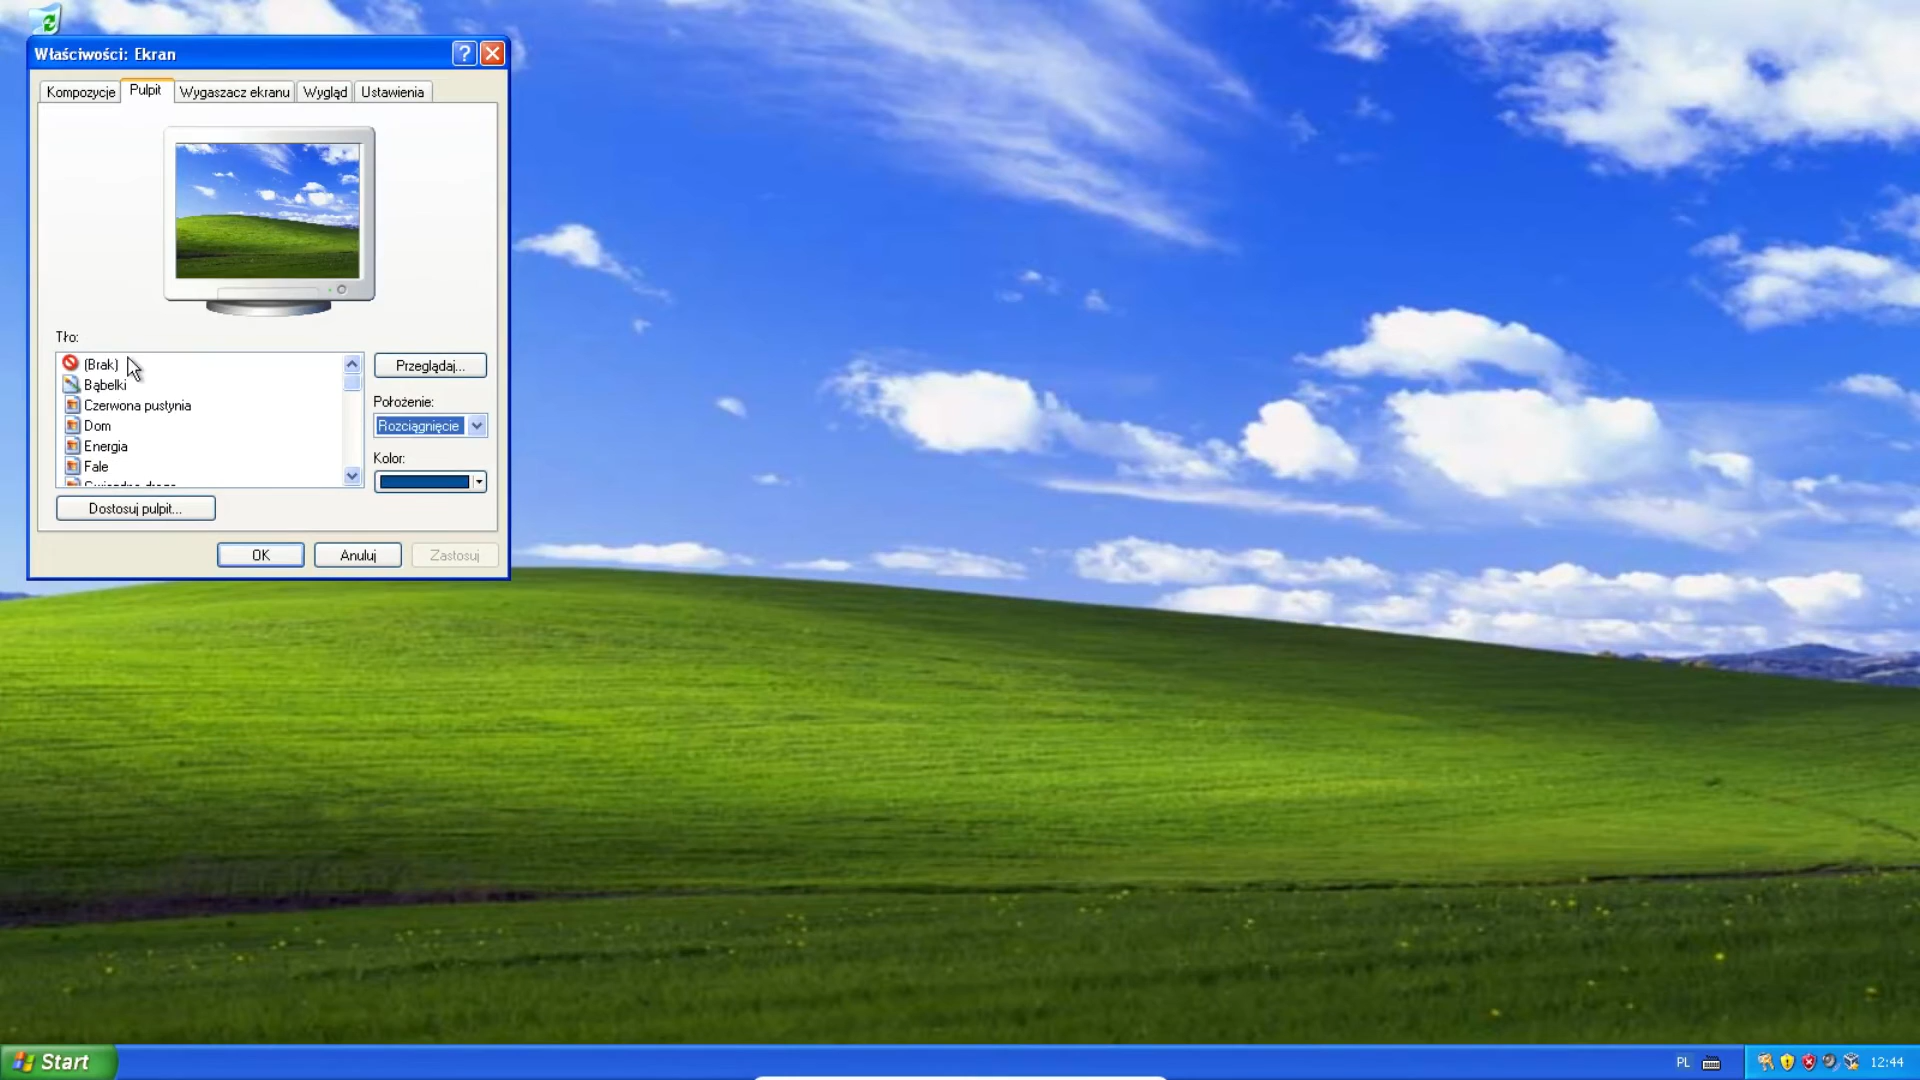 Właściwości: Ekran
Kompozycje Pulpit Wygaszacz ekranu Wygląd Ustawienia
Tło:
(Brak)
Bąbelki
Czerwona pustynia
Dom
Energia
Fale
Przeglądaj...
Położenie:
Rozciągnięcie
Kolor:
Dostosuj pulpit...
OK Anuluj Zastosuj
Start PL 12:44